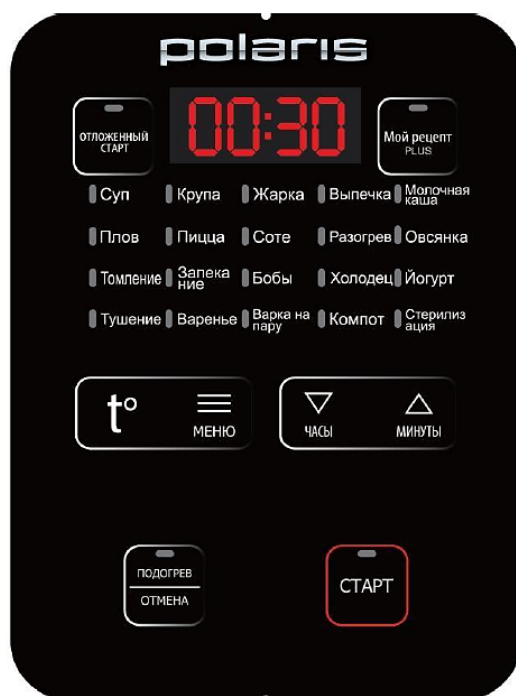 polaris
ОТЛОЖЕННЫЙ
СТАРТ
00:30
Мой рецепт
PLUS
Суп Крупа Жарка Выпечка Молочная
каша
Плов Пицца Соте Разогрев Овсянка
Томление Запека
ние Бобы Холодец Йогурт
Тушение Варенье Варка на
пару Компот Стерилиз
ация
t°
МЕНЮ
ЧАСЫ
МИНУТЫ
ПОДОГРЕВ
ОТМЕНА
СТАРТ